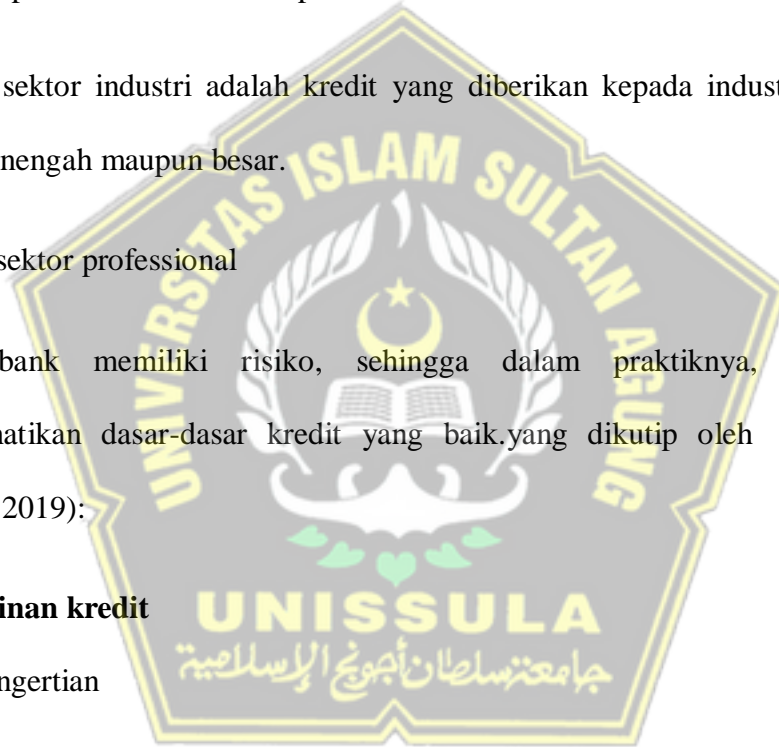 sektor industri adalah kredit yang diberikan kepada indust
nengah maupun besar.
sektor professional
bank memiliki risiko, sehingga dalam praktiknya,
natikan dasar-dasar kredit yang baik.yang dikutip oleh
2019):
inan kredit
ngertian
UNIVERSITAS ISLAM SULTAN AGUNG
UNISSULA
جامعتسلطان أجونج الإسلامية